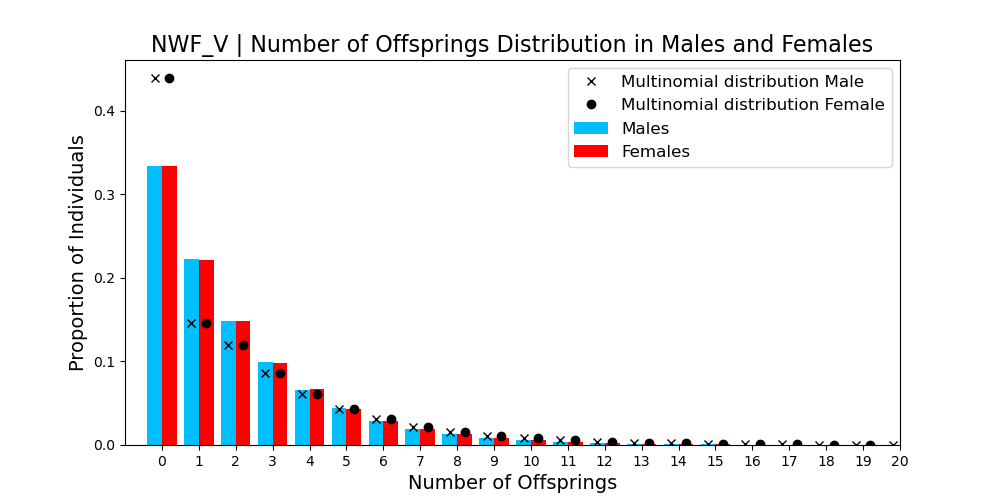 NWF_V | Number of Offsprings Distribution in Males and Females
Multinomial distribution Male
Multinomial distribution Female
Males
Females
Proportion of Individuals
0.4
0.3
0.2
0.1
0.0
0 1 2 3 4 5 6 7 8 9 10 11 12 13 14 15 16 17 18 19 20
Number of Offsprings